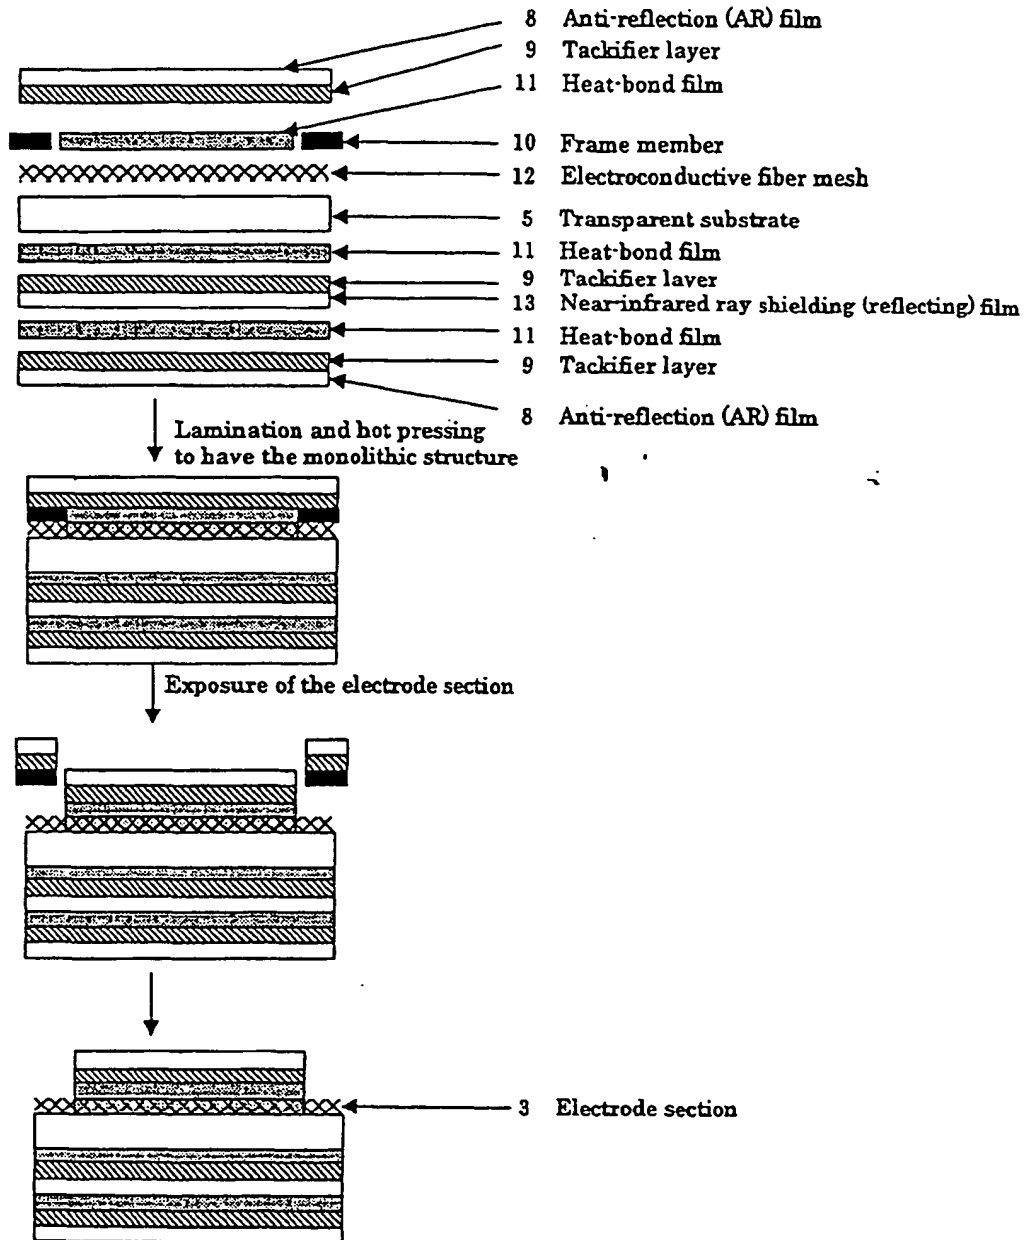 8 Anti-reflection (AR) film
9 Tackifier layer
11 Heat-bond film
10 Frame member
12 Electroconductive fiber mesh
5 Transparent substrate
11 Heat-bond film
9 Tackifier laver
13 Near-infrared ray shielding (reflecting) film
11 Heat-bond film
9 Tackifier layer
8 Anti-reflection (AR) film
Lamination and hot pressing
to have the monolithic structure
Exposure of the electrode section
3 Electrode section